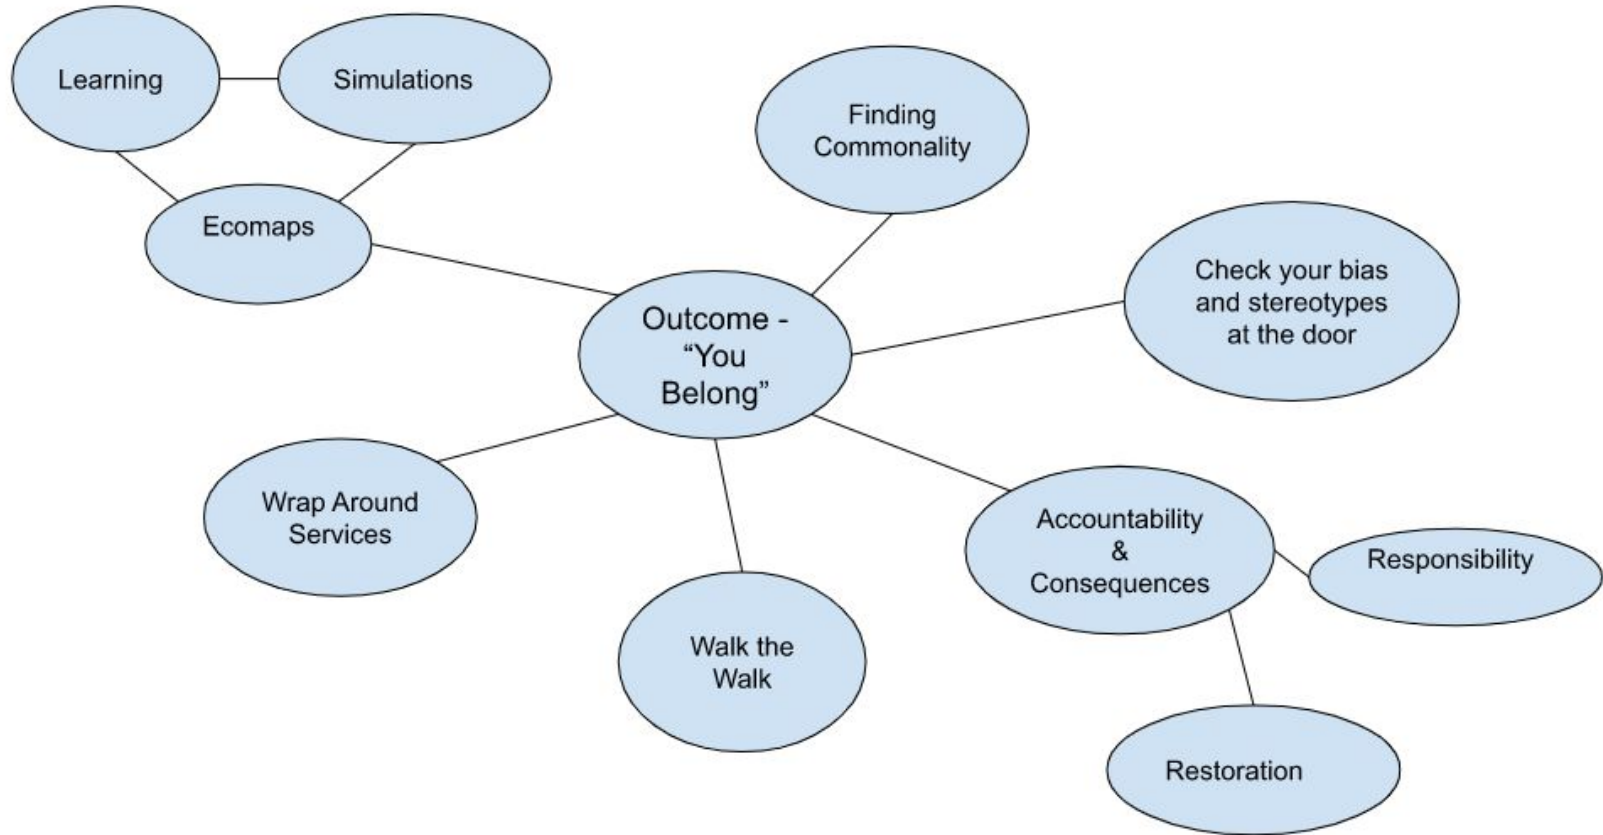 Learning
Simulations
Finding
Commonality
Ecomaps
Check your bias
and stereotypes
at the door
Outcome -
“You
Belong”
Wrap Around
Services
Accountability
&
Consequences
Responsibility
Walk the
Walk
Restoration